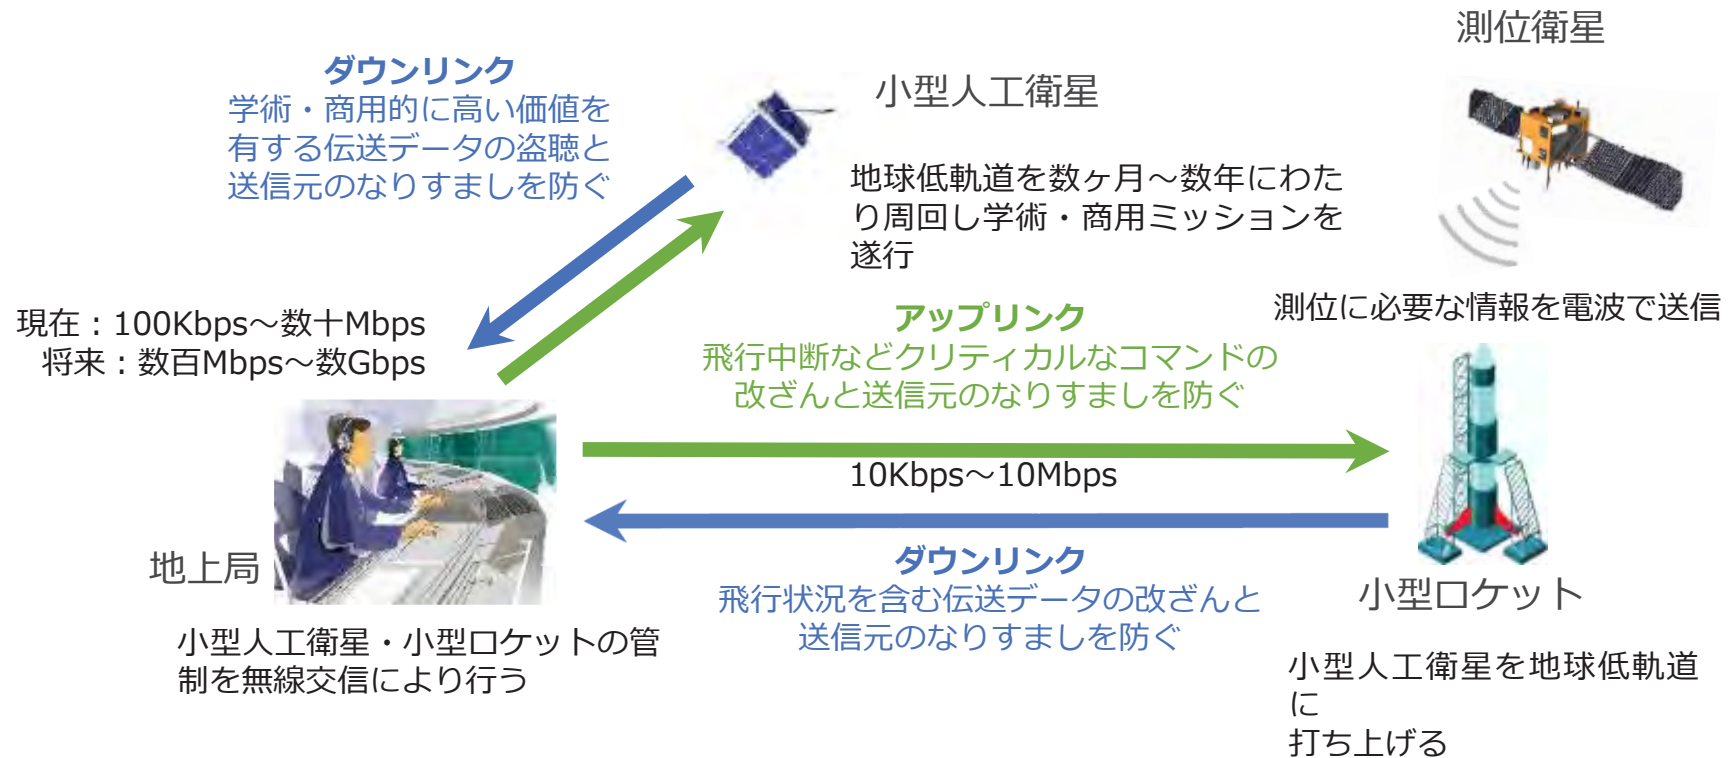 測位衛星
ダウンリンク
学術・商用的に高い価値を
有する伝送データの盗聴と
送信元のなりすましを防ぐ
小型人工衛星
地球低軌道を数ヶ月～数年にわた
り周回し学術・商用ミッションを
遂行
測位に必要な情報を電波で送信
現在：100Kbps～数十Mbps
将来：数百Mbps～数Gbps
アップリンク
飛行中断などクリティカルなコマンドの
改ざんと送信元のなりすましを防ぐ
10Kbps～10Mbps
ダウンリンク
飛行状況を含む伝送データの改ざんと
送信元のなりすましを防ぐ
地上局
小型人工衛星・小型ロケットの管
制を無線交信により行う
小型ロケット
小型人工衛星を地球低軌道
に
打ち上げる